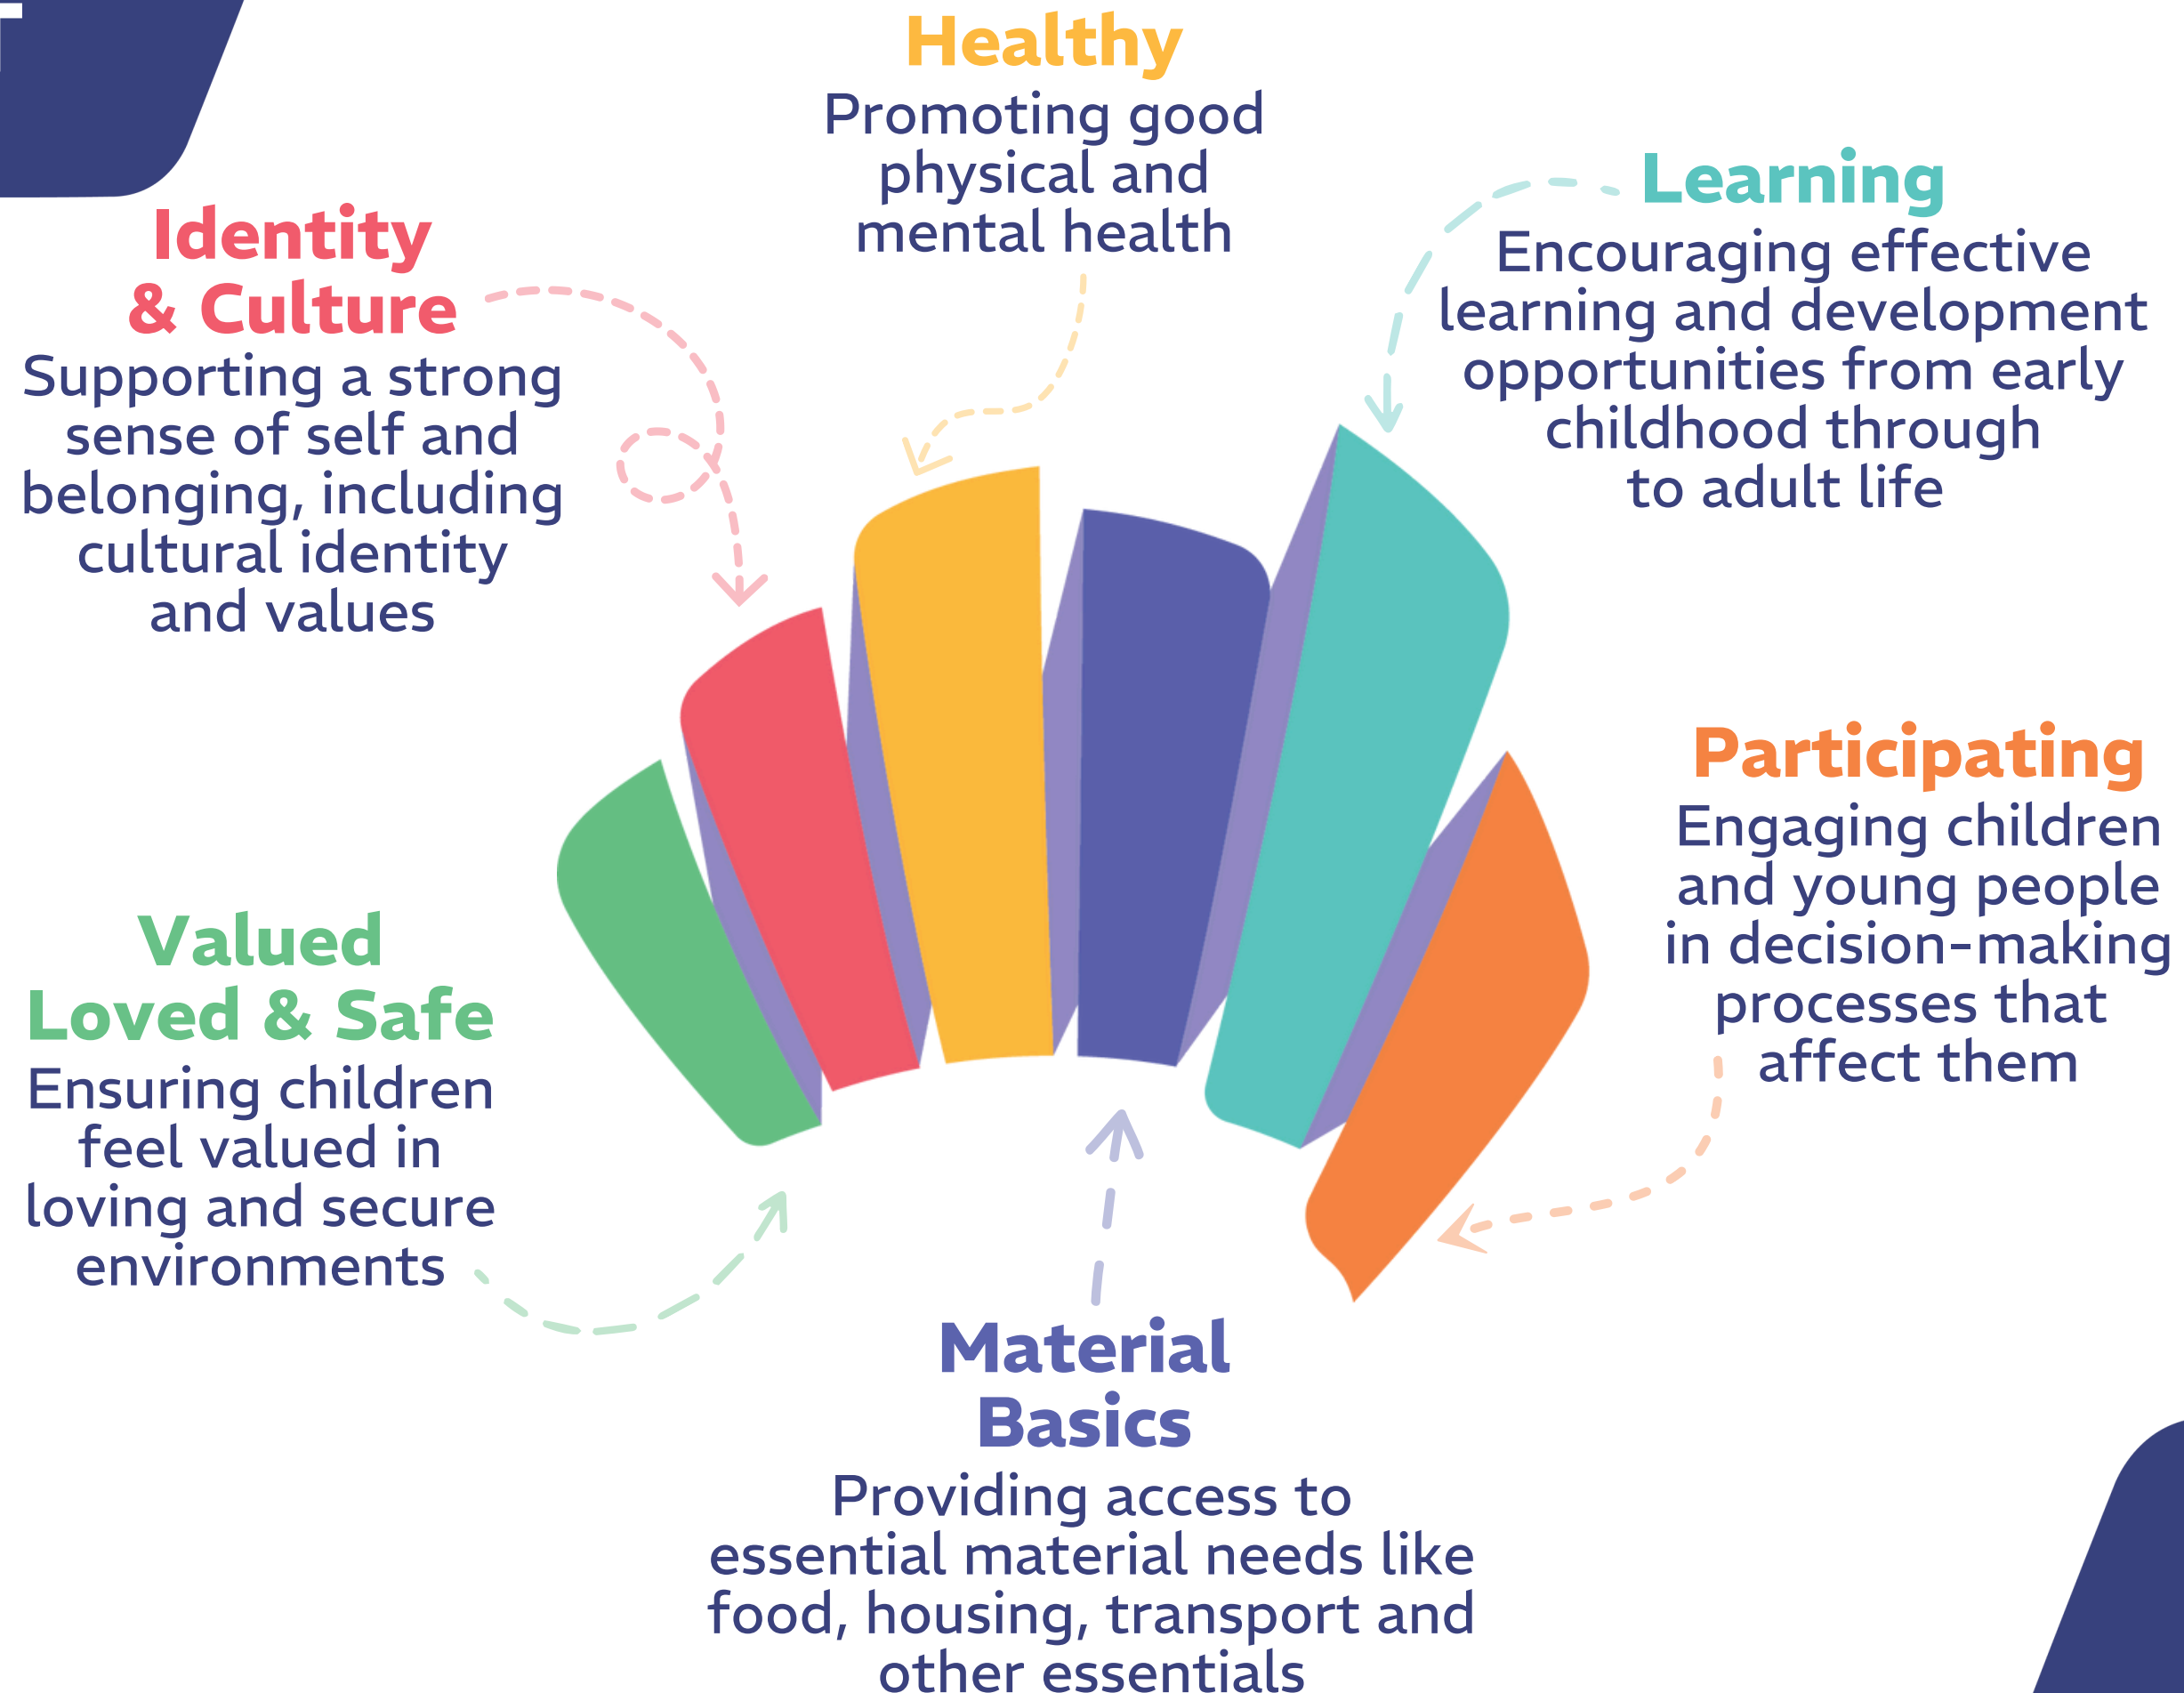 Healthy
Promoting good
physical and
mental health
Learning
Encouraging effective
learning and development
opportunities from early
childhood through
to adult life
Identity
& Culture
Supporting a strong
sense of self and
belonging, including
cultural identity
and values
Participating
Engaging children
and young people
in decision-making
processes that
affect them
Valued
Loved & Safe
Ensuring children
feel valued in
loving and secure
environments
Material
Basics
Providing access to
essential material needs like
food, housing, transport and
other essentials